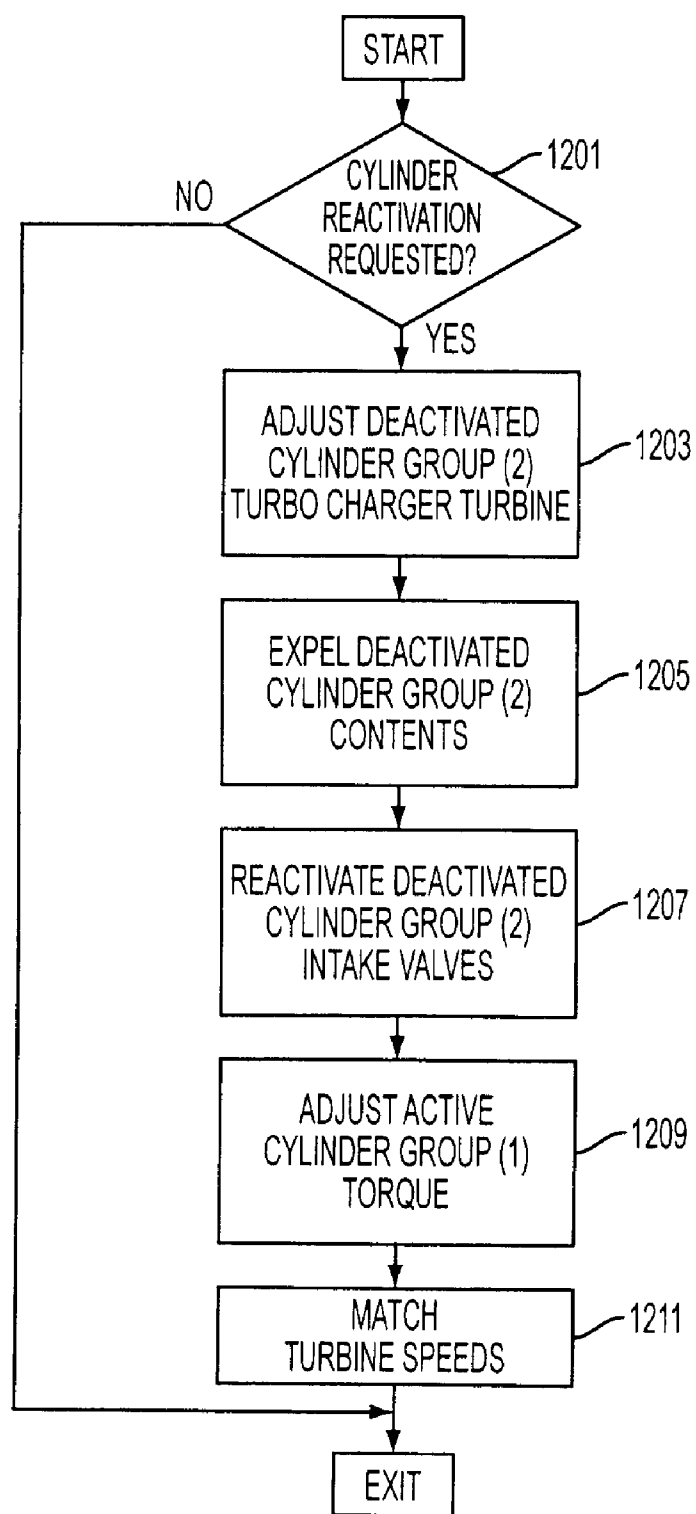 START
CYLINDER
REACTIVATION
REQUESTED?
1201
NO
YES
ADJUST DEACTIVATED
CYLINDER GROUP (2)
TURBO CHARGER TURBINE
1203
EXPEL DEACTIVATED
CYLINDER GROUP (2)
CONTENTS
1205
REACTIVATE DEACTIVATED
CYLINDER GROUP (2)
INTAKE VALVES
1207
ADJUST ACTIVE
CYLINDER GROUP (1)
TORQUE
1209
MATCH
TURBINE SPEEDS
1211
EXIT